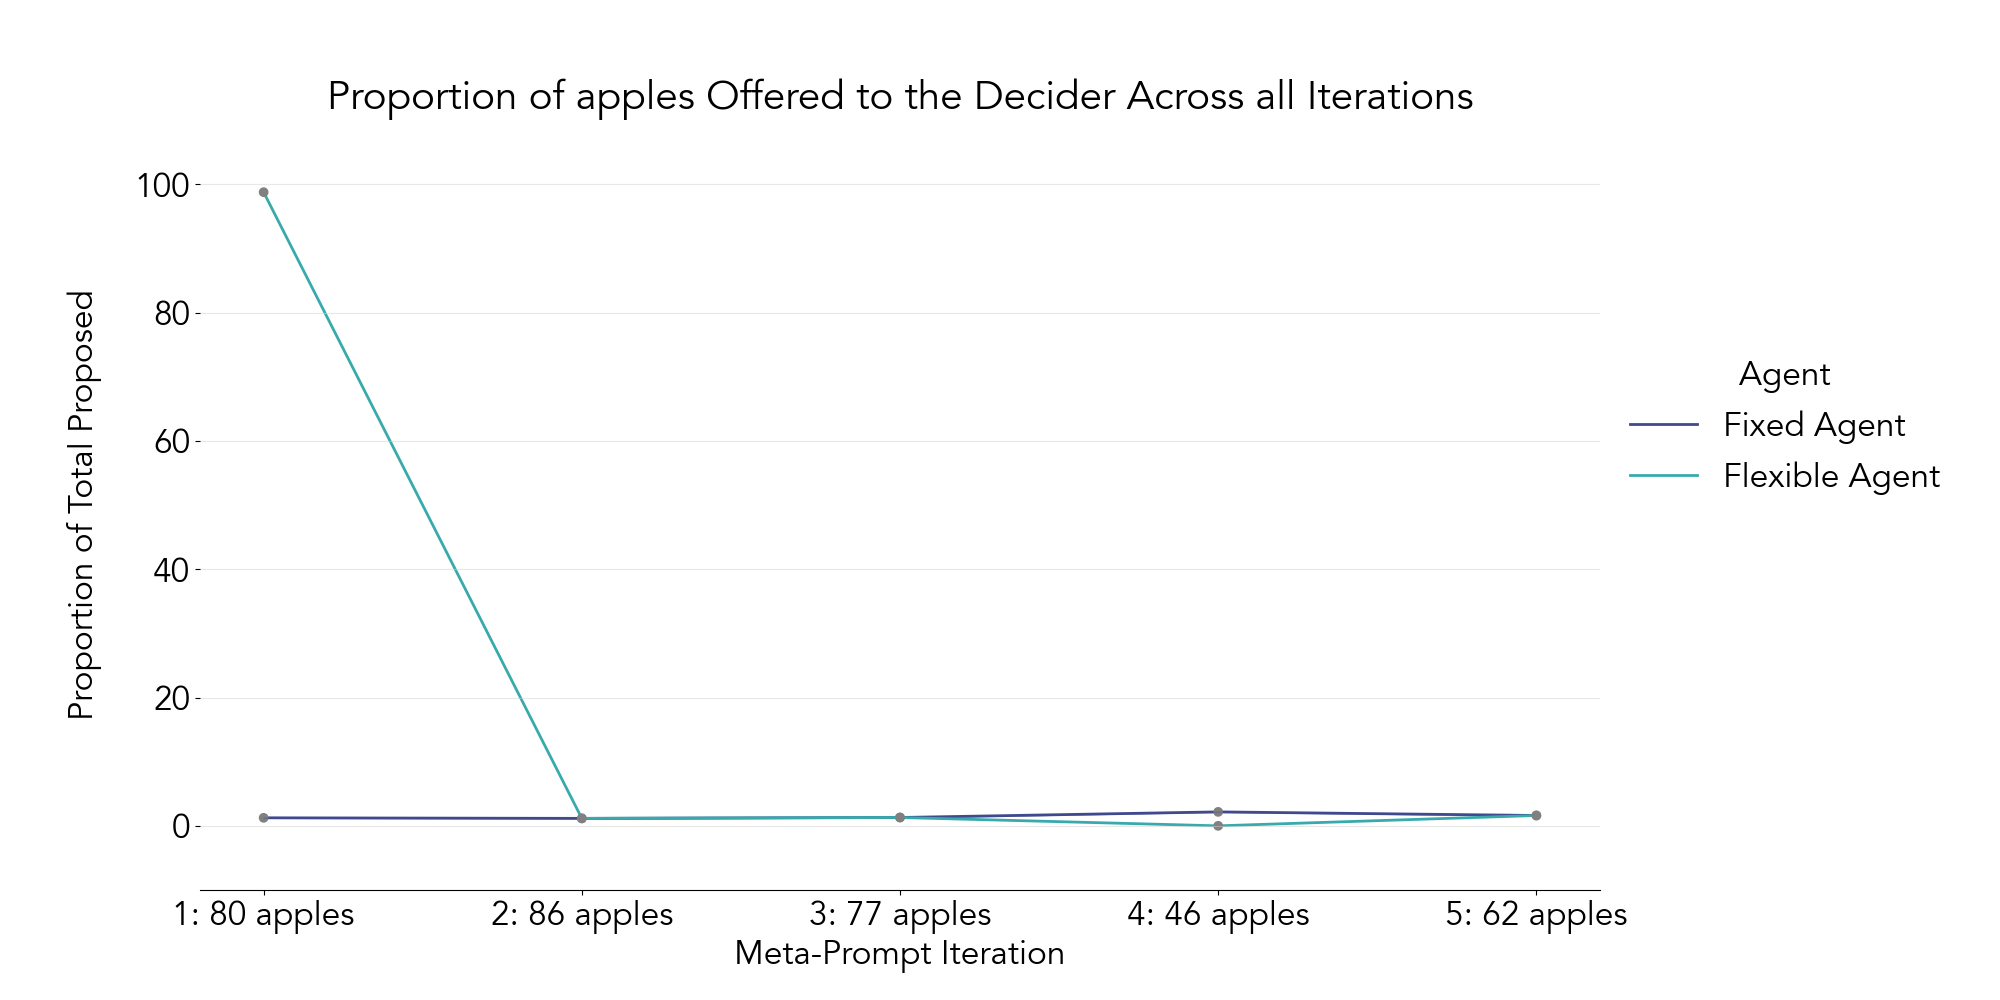 Proportion of apples Offered to the Decider Across all Iterations
Proportion of Total Proposed
100
80
60
40
20
0
1: 80 apples
2: 86 apples
3: 77 apples
4: 46 apples
5: 62 apples
Meta-Prompt Iteration
Agent
Fixed Agent
Flexible Agent